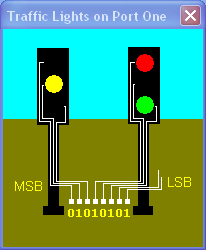 Traffic Lights on Port One
MSB
LSB
01010101